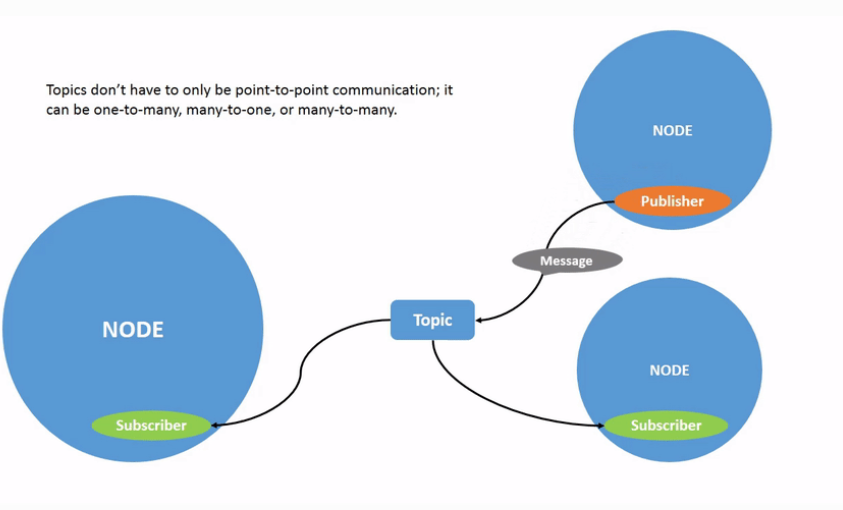 Topics don’t have to only be point-to-point communication; it
can be one-to-many, many-to-one, or many-to-many.
NODE
Publisher
Message
Topic
NODE
Subscriber
NODE
Subscriber